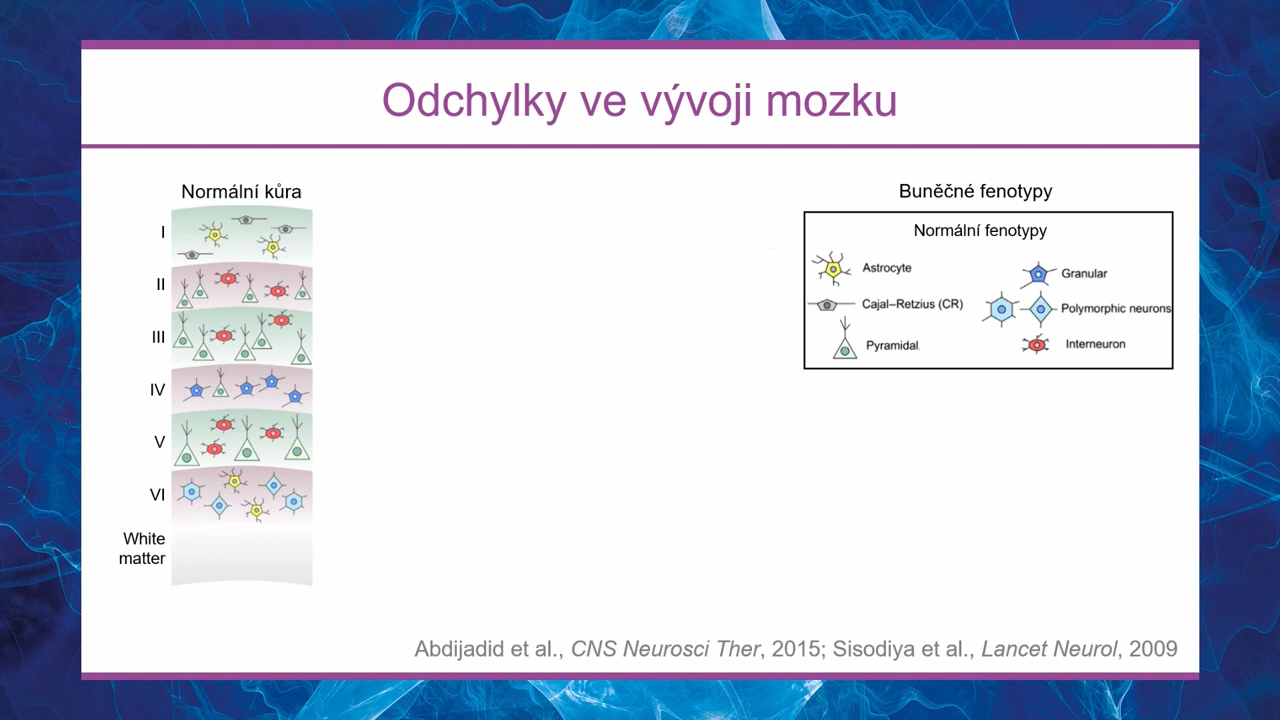 Odchylky ve vývoji mozku
Normální kůra
I
II
III
IV
V
VI
White
matter
Buněčné fenotypy
Normální fenotypy
Astrocyte
Cajal–Retzius (CR)
Pyramidal
Granular
Polymorphic neurons
Interneuron
Abdijadid et al., CNS Neurosci Ther, 2015; Sisodiya et al., Lancet Neurol, 2009